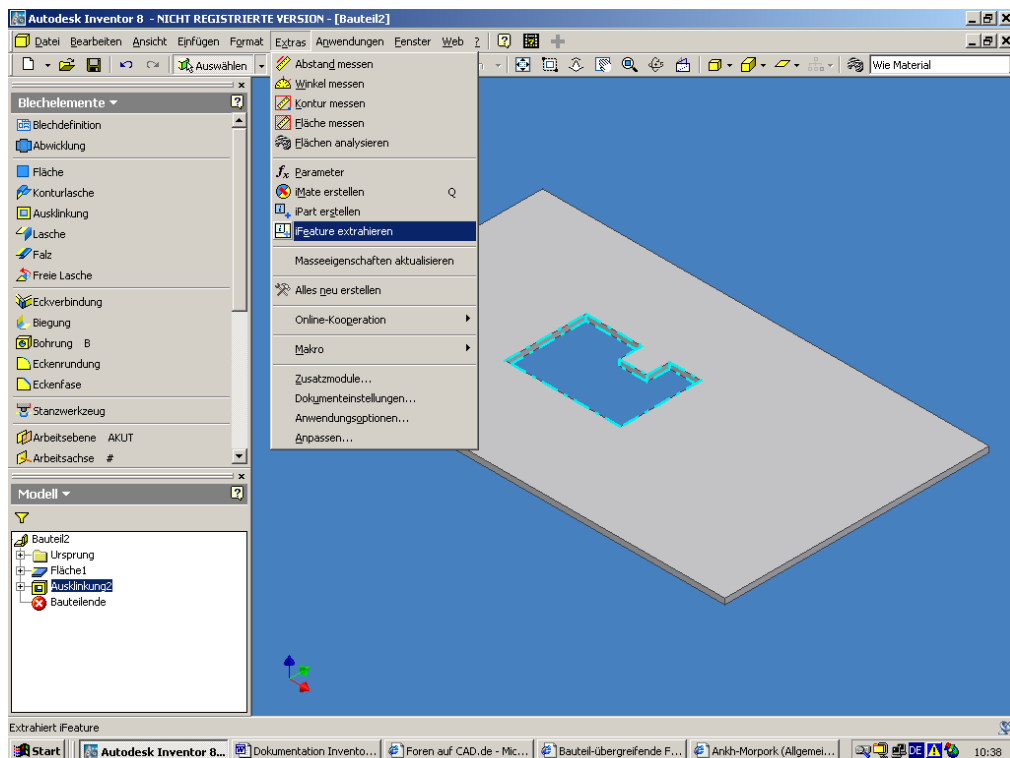 Autodesk Inventor 8 - NICHT REGISTRIERTE VERSION - [Bauteil2]
Datei Bearbeiten Ansicht Einfügen Format Extras Anwendungen Fenster Web ?
Auswählen
Wie Material
Blechelemente
Blechdefinition
Abwicklung
Fläche
Konturlasche
Ausklinkung
Lasche
Falz
Freie Lasche
Eckverbindung
Biegung
Bohrung B
Eckenrundung
Eckenfase
Stanzwerkzeug
Arbeitsebene AKUT
Arbeitsachse #
Abstand messen
Winkel messen
Kontur messen
Fläche messen
Flächen analysieren
fx Parameter
iMate erstellen Q
iPart erstellen
iFeature extrahieren
Masseeigenschaften aktualisieren
Alles neu erstellen
Online-Kooperation
Makro
Zusatzmodule...
Dokumenteinstellungen...
Anwendungsoptionen...
Anpassen...
Modell
Bauteil2
Ursprung
Fläche1
Ausklinkung2
Bauteilende
Extrahiert iFeature
Start
Autodesk Inventor 8...
Dokumentation Invento...
Foren auf CAD.de - Mic...
Bauteil-übergreifende F...
Ankh-Morpork (Allgemei...
DE
10:38